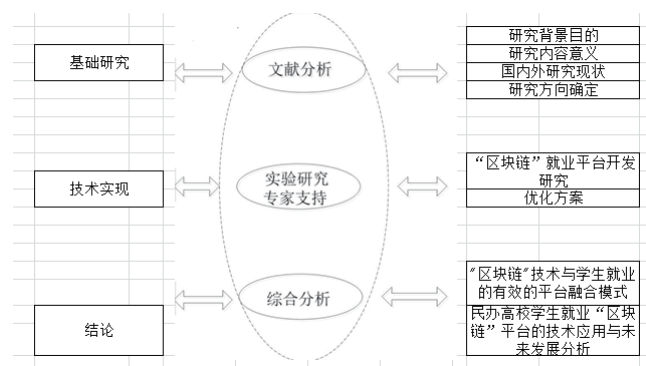 基础研究
文献分析
研究背景目的
研究内容意义
国内外研究现状
研究方向确定
技术实现
实验研究
专家支持
“区块链”就业平台开发
研究
优化方案
结论
综合分析
"区块链"技术与学生就业
的有效的平台融合模式
民办高校学生就业“区块
链”平台的技术应用与未
来发展分析